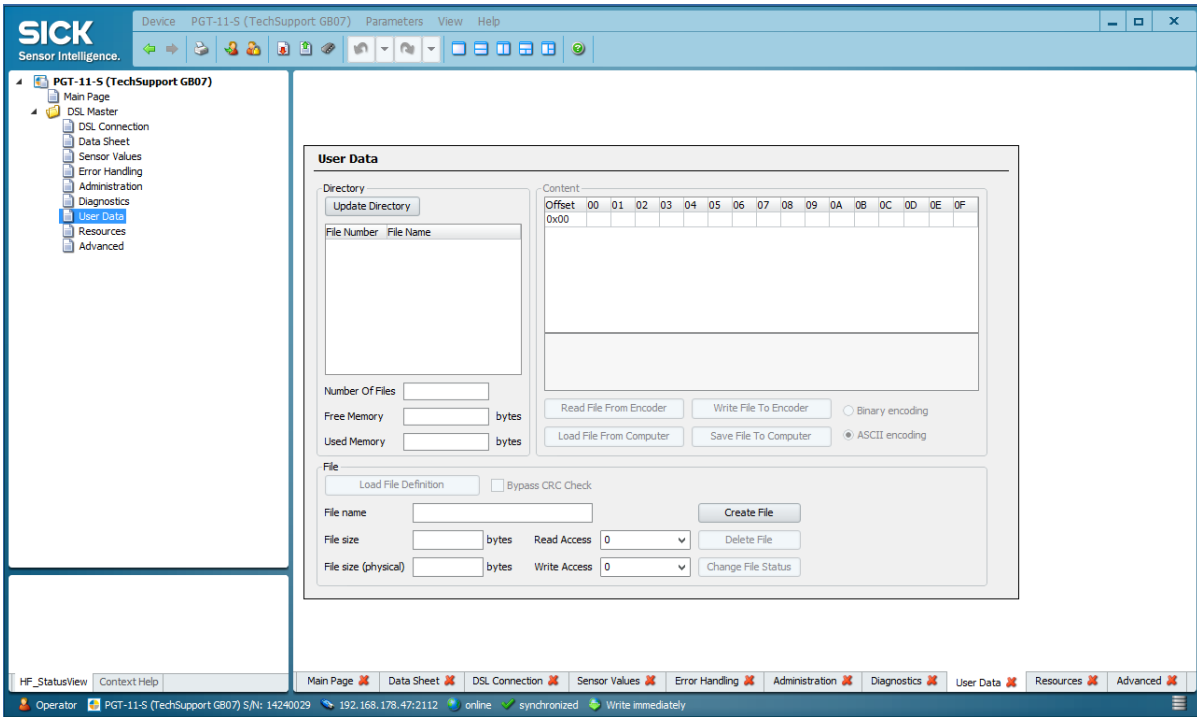 SICK
Sensor Intelligence.
Device PGT-11-S (TechSupport GB07) Parameters View Help
PGT-11-S (TechSupport GB07)
Main Page
DSL Master
DSL Connection
Data Sheet
Sensor Values
Error Handling
Administration
Diagnostics
User Data
Resources
Advanced
User Data
Directory
Update Directory
File Number File Name
Number Of Files
Free Memory bytes
Used Memory bytes
Content
Offset 00 01 02 03 04 05 06 07 08 09 0A 0B 0C 0D 0E 0F
0x00
Read File From Encoder Write File To Encoder Binary encoding
Load File From Computer Save File To Computer ASCII encoding
File
Load File Definition Bypass CRC Check
File name Create File
File size bytes Read Access 0 Delete File
File size (physical) bytes Write Access 0 Change File Status
HF_StatusView Context Help
Main Page Data Sheet DSL Connection Sensor Values Error Handling Administration Diagnostics User Data Resources Advanced
Operator PGT-11-S (TechSupport GB07) S/N: 14240029 192.168.178.47:2112 online synchronized Write immediately